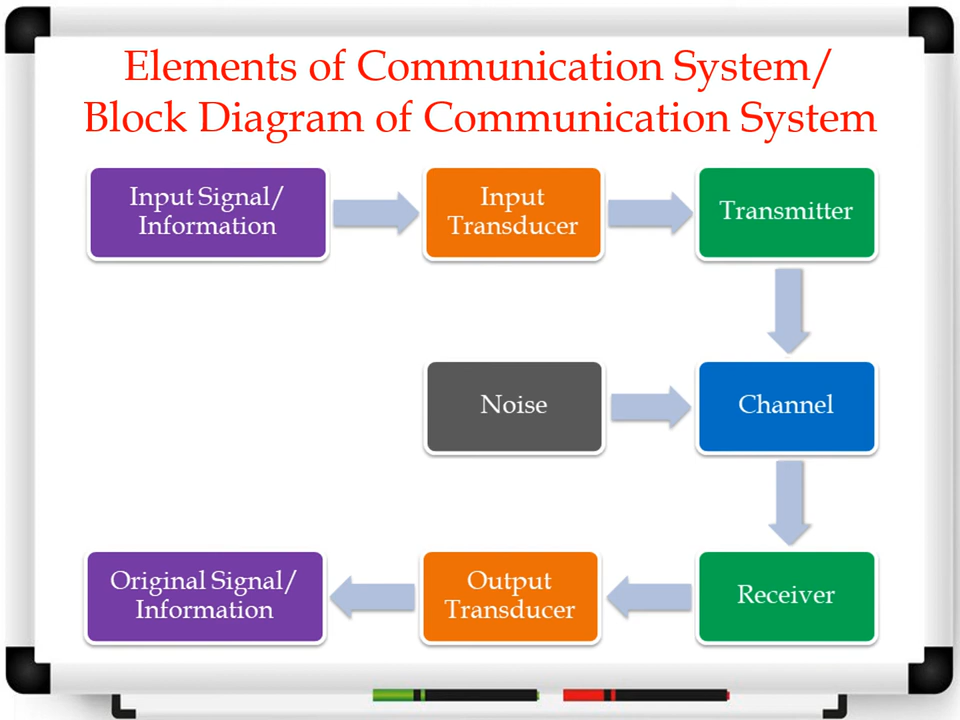 Elements of Communication System/
Block Diagram of Communication System
Input Signal/
Information
Input
Transducer
Transmitter
Noise
Channel
Original Signal/
Information
Output
Transducer
Receiver